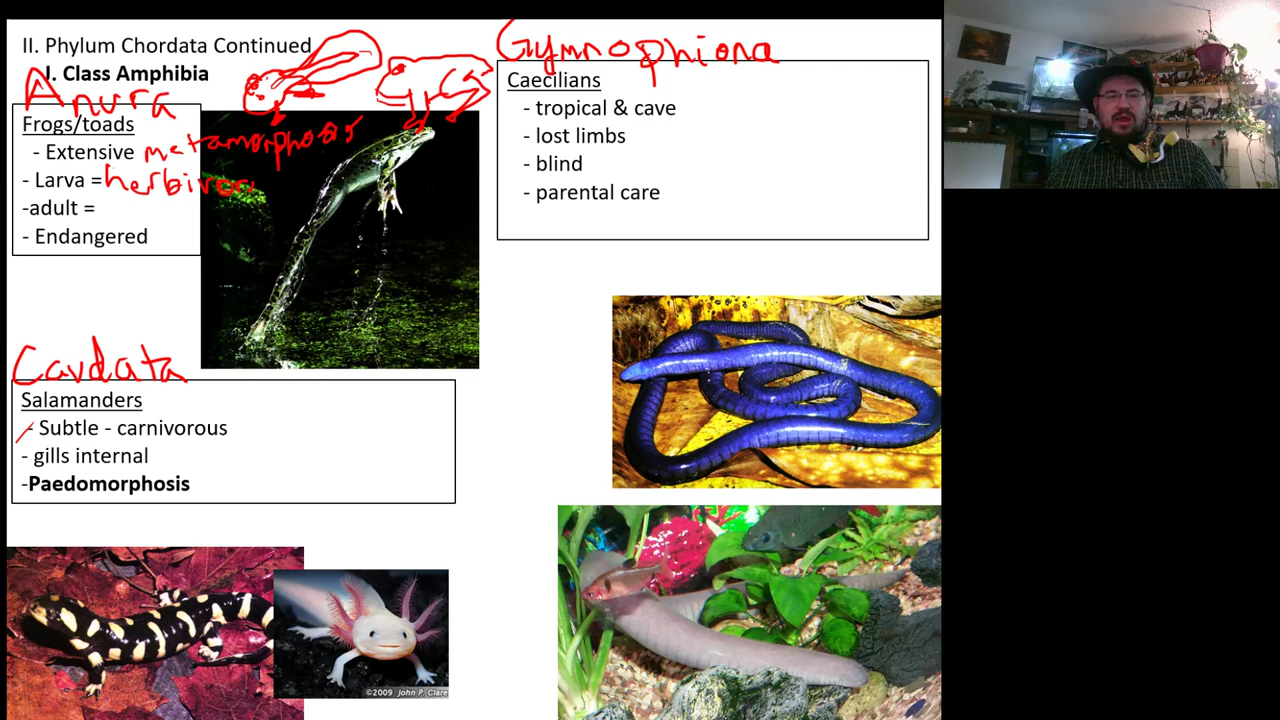 II. Phylum Chordata Continued
I. Class Amphibia
Anura
Frogs/toads
- Extensive metamorphosis
- Larva = herbivor
-adult =
- Endangered
Gymnophiona
Caecilians
- tropical & cave
- lost limbs
- blind
- parental care
Caudata
Salamanders
- Subtle - carnivorous
- gills internal
-Paedomorphosis
©2009 John P. Clare